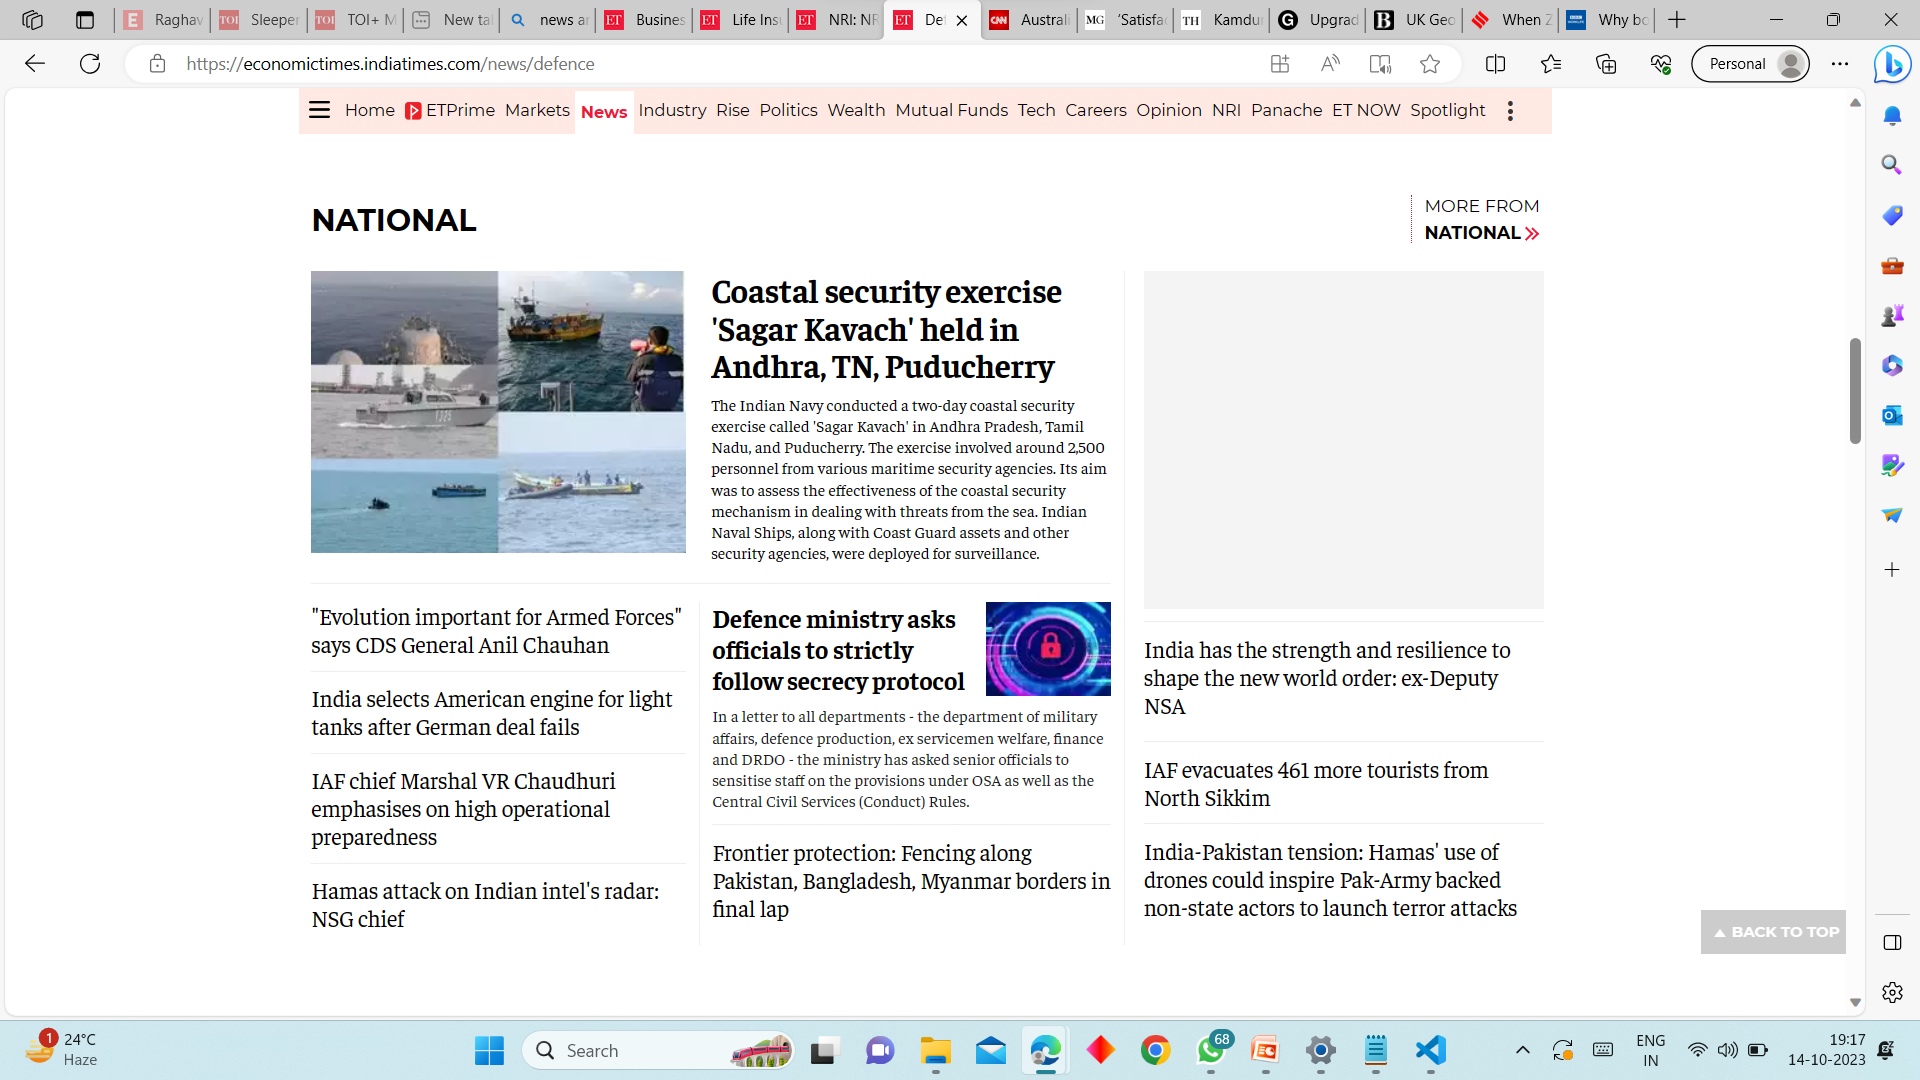 Raghav
Sleeper
TOI+ M
New ta
news ar
Busines
Life Insu
NRI: NR
De
Australi
'Satisfac
Kamdur
Upgrad
UK Geo
When Z
Why bo
https://economictimes.indiatimes.com/news/defence
Personal
Home ETPrime Markets News Industry Rise Politics Wealth Mutual Funds Tech Careers Opinion NRI Panache ET NOW Spotlight
NATIONAL
MORE FROM
NATIONAL
Coastal security exercise
'Sagar Kavach' held in
Andhra, TN, Puducherry
The Indian Navy conducted a two-day coastal security
exercise called 'Sagar Kavach' in Andhra Pradesh, Tamil
Nadu, and Puducherry. The exercise involved around 2,500
personnel from various maritime security agencies. Its aim
was to assess the effectiveness of the coastal security
mechanism in dealing with threats from the sea. Indian
Naval Ships, along with Coast Guard assets and other
security agencies, were deployed for surveillance.
"Evolution important for Armed Forces"
says CDS General Anil Chauhan
India selects American engine for light
tanks after German deal fails
IAF chief Marshal VR Chaudhuri
emphasises on high operational
preparedness
Hamas attack on Indian intel's radar:
NSG chief
Defence ministry asks
officials to strictly
follow secrecy protocol
In a letter to all departments - the department of military
affairs, defence production, ex servicemen welfare, finance
and DRDO - the ministry has asked senior officials to
sensitise staff on the provisions under OSA as well as the
Central Civil Services (Conduct) Rules.
Frontier protection: Fencing along
Pakistan, Bangladesh, Myanmar borders in
final lap
India has the strength and resilience to
shape the new world order: ex-Deputy
NSA
IAF evacuates 461 more tourists from
North Sikkim
India-Pakistan tension: Hamas' use of
drones could inspire Pak-Army backed
non-state actors to launch terror attacks
BACK TO TOP
1
24°C
Haze
Search
68
ENG
IN
19:17
14-10-2023